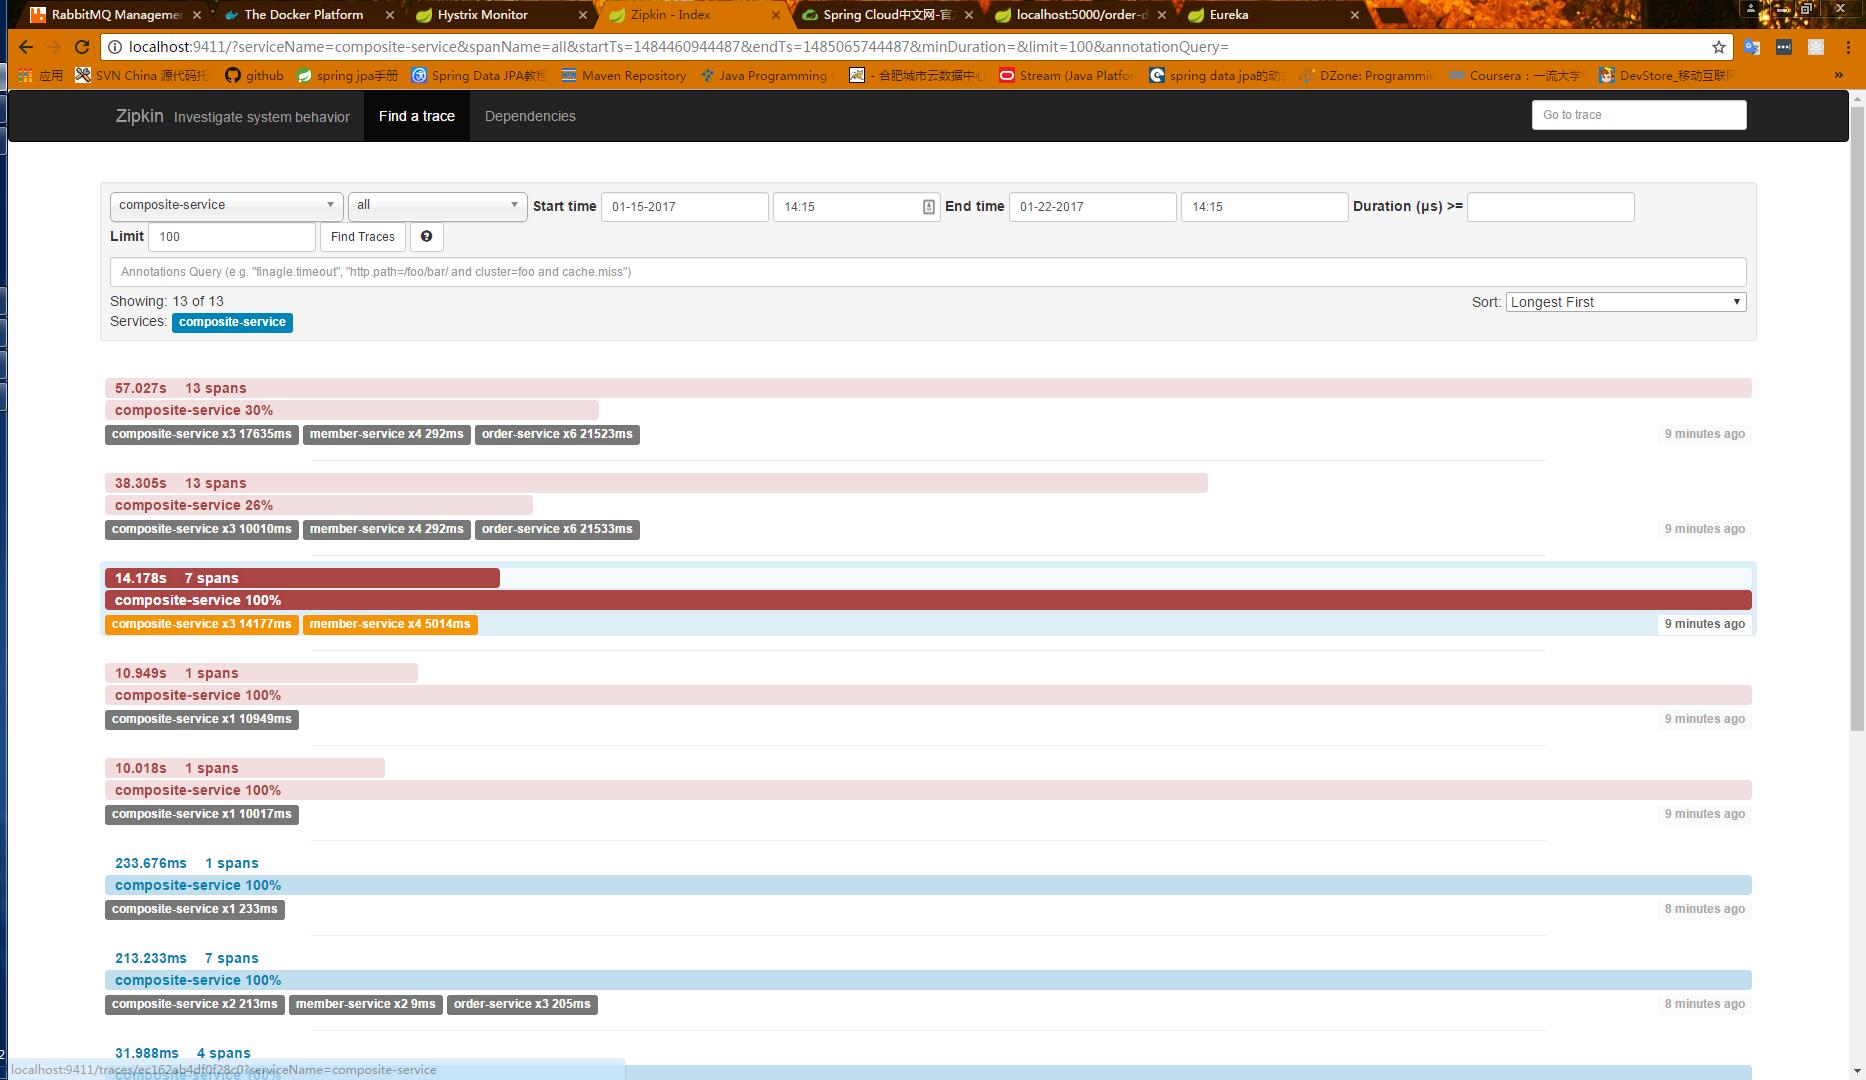 RabbitMQ Managemen
The Docker Platform
Hystrix Monitor
Zipkin - Index
Spring Cloud中文网-官
localhost:5000/order-d
Eureka
localhost:9411/?serviceName=composite-service&spanName=all&startTs=1484460944487&endTs=1485065744487&minDuration=&limit=100&annotationQuery=
应用 SVN China 源代码托 github spring jpa手册 Spring Data JPA教程 Maven Repository Java Programming - 合肥城市云数据中心 Stream (Java Platfor spring data jpa的动 DZone: Programmin Coursera:一流大学 DevStore_移动互联 »
Zipkin Investigate system behavior Find a trace Dependencies Go to trace
composite-service all Start time 01-15-2017 14:15 End time 01-22-2017 14:15 Duration (μs) >=
Limit 100 Find Traces
Annotations Query (e.g. "finagle.timeout", "http.path=/foo/bar/ and cluster=foo and cache.miss")
Showing: 13 of 13 Sort: Longest First
Services: composite-service
57.027s 13 spans
composite-service 30%
composite-service x3 17635ms member-service x4 292ms order-service x6 21523ms 9 minutes ago
38.305s 13 spans
composite-service 26%
composite-service x3 10010ms member-service x4 292ms order-service x6 21533ms 9 minutes ago
14.178s 7 spans
composite-service 100%
composite-service x3 14177ms member-service x4 5014ms 9 minutes ago
10.949s 1 spans
composite-service 100%
composite-service x1 10949ms 9 minutes ago
10.018s 1 spans
composite-service 100%
composite-service x1 10017ms 9 minutes ago
233.676ms 1 spans
composite-service 100%
composite-service x1 233ms 8 minutes ago
213.233ms 7 spans
composite-service 100%
composite-service x2 213ms member-service x2 9ms order-service x3 205ms 8 minutes ago
31.988ms 4 spans
localhost:9411/traces/ec162ab4df0f28c0?serviceName=composite-service
composite-service 100%